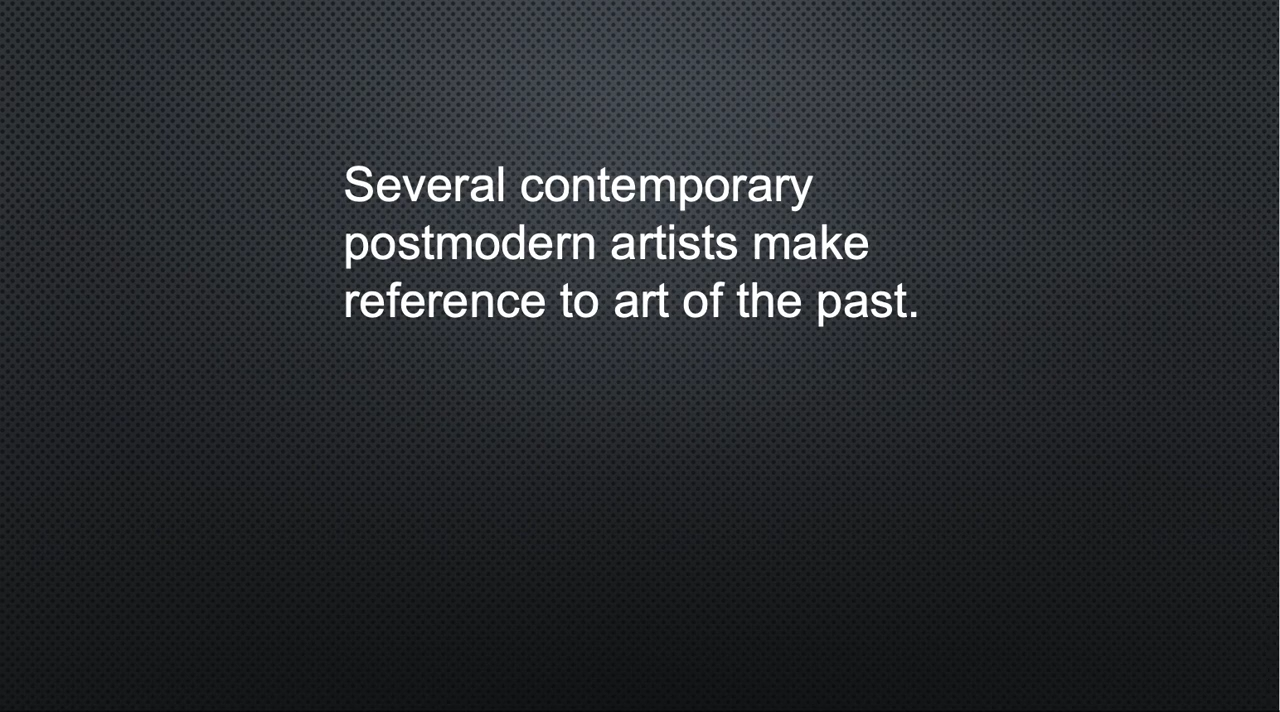 Several contemporary
postmodern artists make
reference to art of the past.